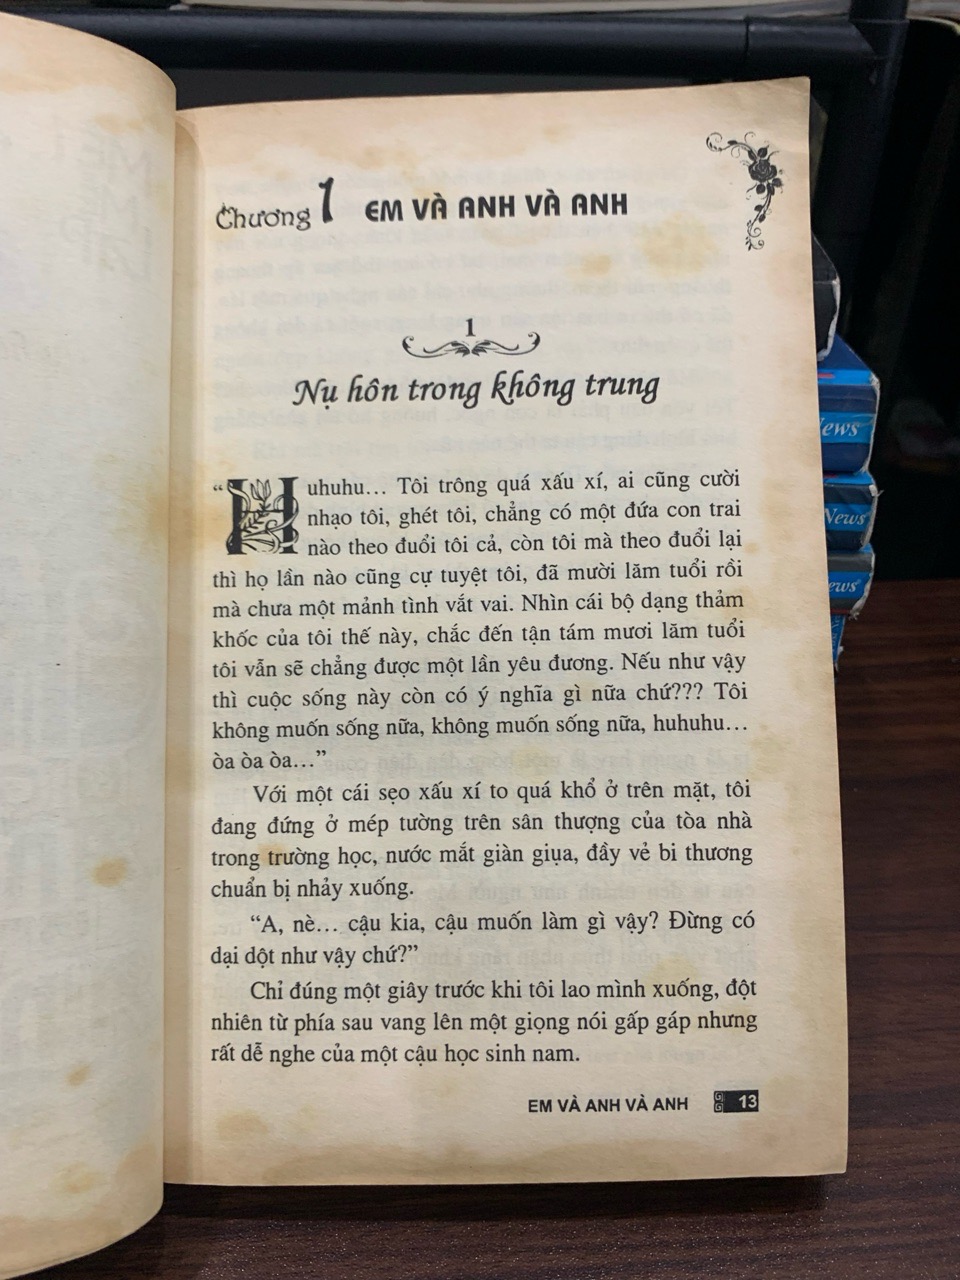 Chương 1 EM VÀ ANH VÀ ANH
1
Nụ hôn trong không trung
“Huhuhu... Tôi trông quá xấu xí, ai cũng cười
nhạo tôi, ghét tôi, chẳng có một đứa con trai
nào theo đuổi tôi cả, còn tôi mà theo đuổi lại
thì họ lần nào cũng cự tuyệt tôi, đã mười lăm tuổi rồi
mà chưa một mảnh tình vắt vai. Nhìn cái bộ dạng thảm
khốc của tôi thế này, chắc đến tận tám mươi lăm tuổi
tôi vẫn sẽ chẳng được một lần yêu đương. Nếu như vậy
thì cuộc sống này còn có ý nghĩa gì nữa chứ??? Tôi
không muốn sống nữa, không muốn sống nữa, huhuhu...
òa òa òa...”
Với một cái sẹo xấu xí to quá khổ ở trên mặt, tôi
đang đứng ở mép tường trên sân thượng của tòa nhà
trong trường học, nước mắt giàn giụa, đầy vẻ bi thương
chuẩn bị nhảy xuống.
“A, nè... cậu kia, cậu muốn làm gì vậy? Đừng có
dại dột như vậy chứ?”
Chỉ đúng một giây trước khi tôi lao mình xuống, đột
nhiên từ phía sau vang lên một giọng nói gấp gáp nhưng
rất dễ nghe của một cậu học sinh nam.
EM VÀ ANH VÀ ANH 13
News
News